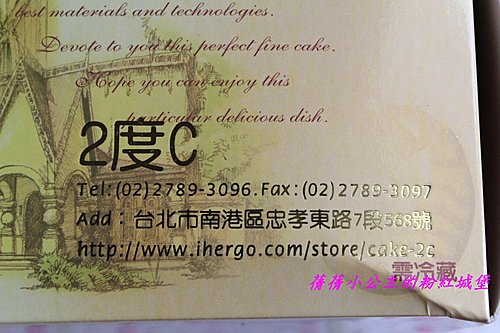 best materials and technologies.
Devote to you this perfect fine cake.
Hope you can enjoy this
particular delicious dish.
2度C
Tel:(02)2789-3096.Fax:(02)2789-3097
Add：台北市南港區忠孝東路7段568號
http://www.ihergo.com/store/cake-2c
需冷藏
蒨蒨小公主的粉紅城堡